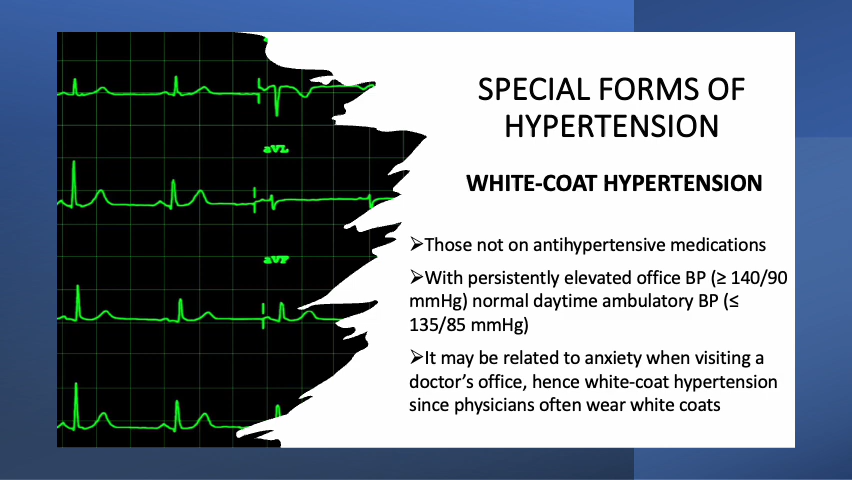 aVL
aVF
SPECIAL FORMS OF
HYPERTENSION
WHITE-COAT HYPERTENSION
➢Those not on antihypertensive medications
➢With persistently elevated office BP (≥ 140/90
mmHg) normal daytime ambulatory BP (≤
135/85 mmHg)
➢It may be related to anxiety when visiting a
doctor’s office, hence white-coat hypertension
since physicians often wear white coats